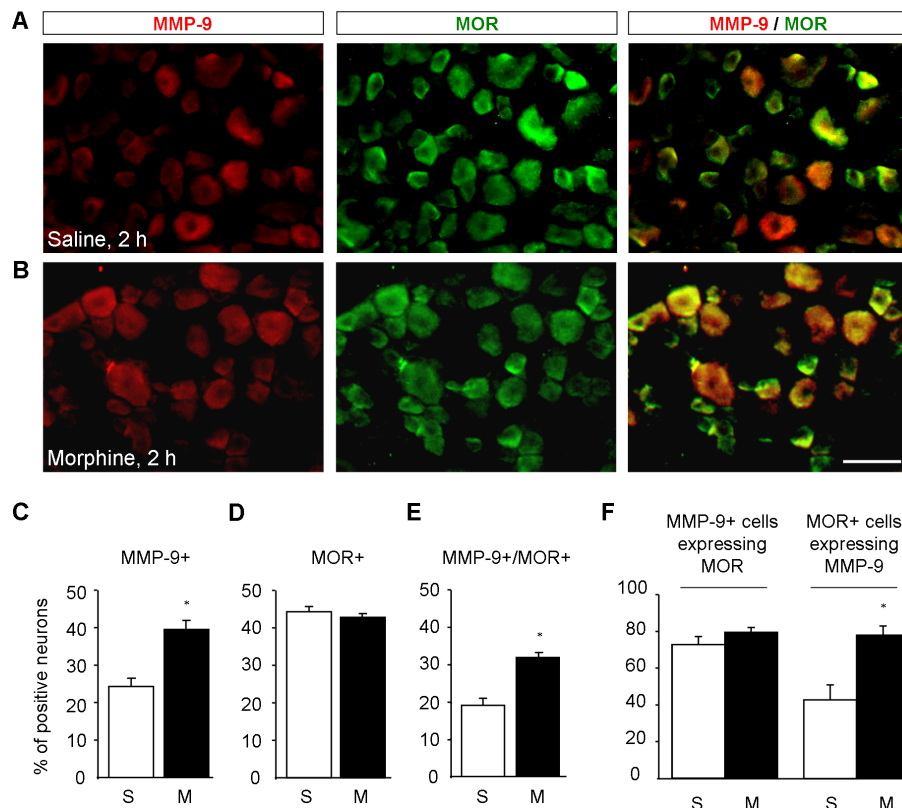 A
MMP-9
MOR
MMP-9 / MOR
Saline, 2 h
B
Morphine, 2 h
C
D
E
F
MMP-9+
MOR+
MMP-9+/MOR+
MMP-9+ cells
expressing
MOR
MOR+ cells
expressing
MMP-9
% of positive neurons
50
40
30
20
10
0
*
S
M
50
40
30
20
10
0
S
M
50
40
30
20
10
0
*
S
M
100
80
60
40
20
0
*
S
M
S
M